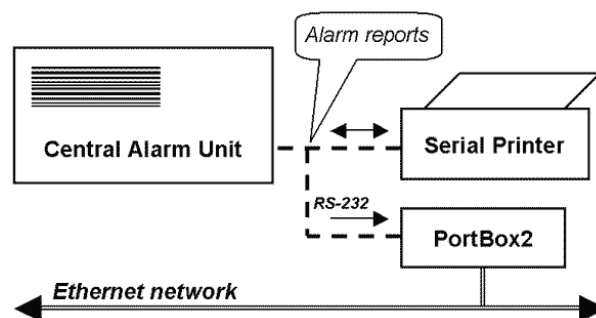 Alarm reports
Central Alarm Unit
Serial Printer
RS-232
PortBox2
Ethernet network